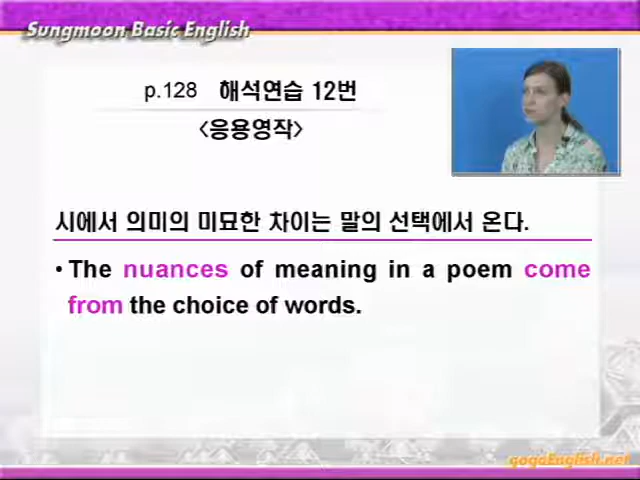 Sungmoon Basic English
p.128 해석연습 12번
<응용영작>
시에서 의미의 미묘한 차이는 말의 선택에서 온다.
• The nuances of meaning in a poem come
from the choice of words.
gogoEnglish.net